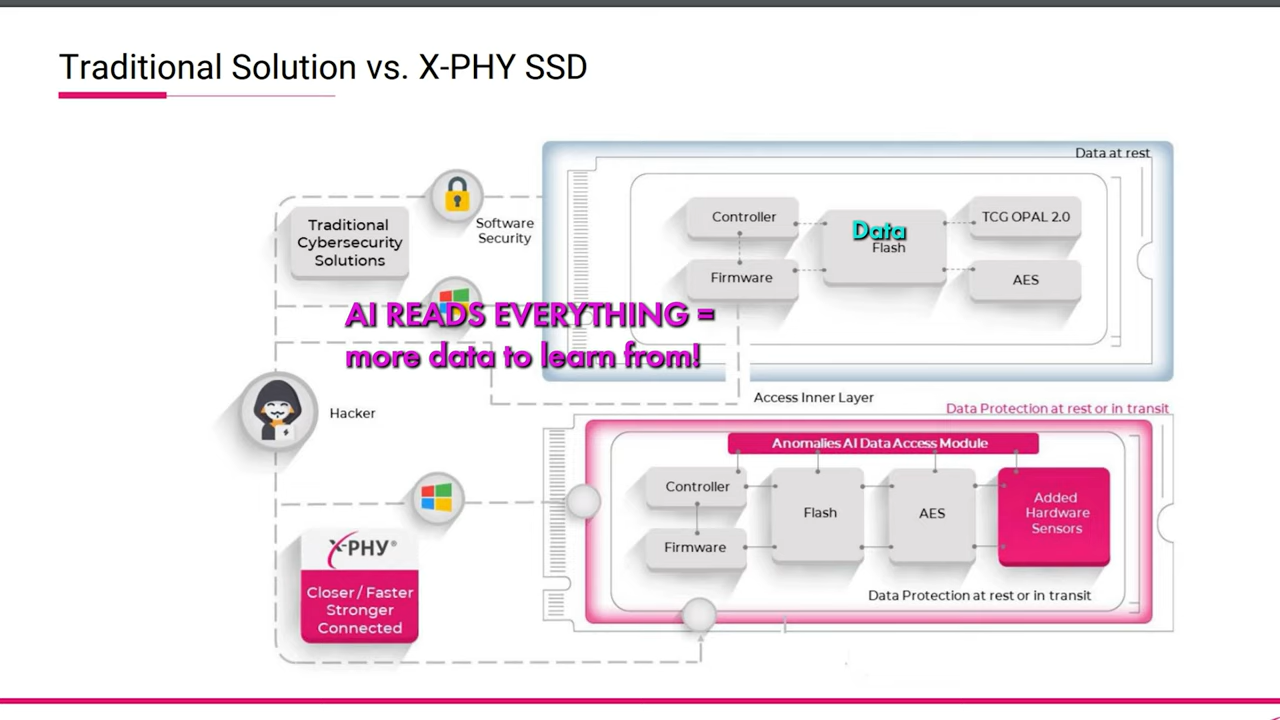 Traditional Solution vs. X-PHY SSD
Data at rest
Traditional
Cybersecurity
Solutions
Software
Security
Controller
Firmware
Data
Flash
TCG OPAL 2.0
AES
AI READS EVERYTHING =
more data to learn from!
Hacker
Access Inner Layer
Data Protection at rest or in transit
Anomalies AI Data Access Module
Controller
Firmware
Flash
AES
Added
Hardware
Sensors
Data Protection at rest or in transit
X-PHY®
Closer / Faster
Stronger
Connected